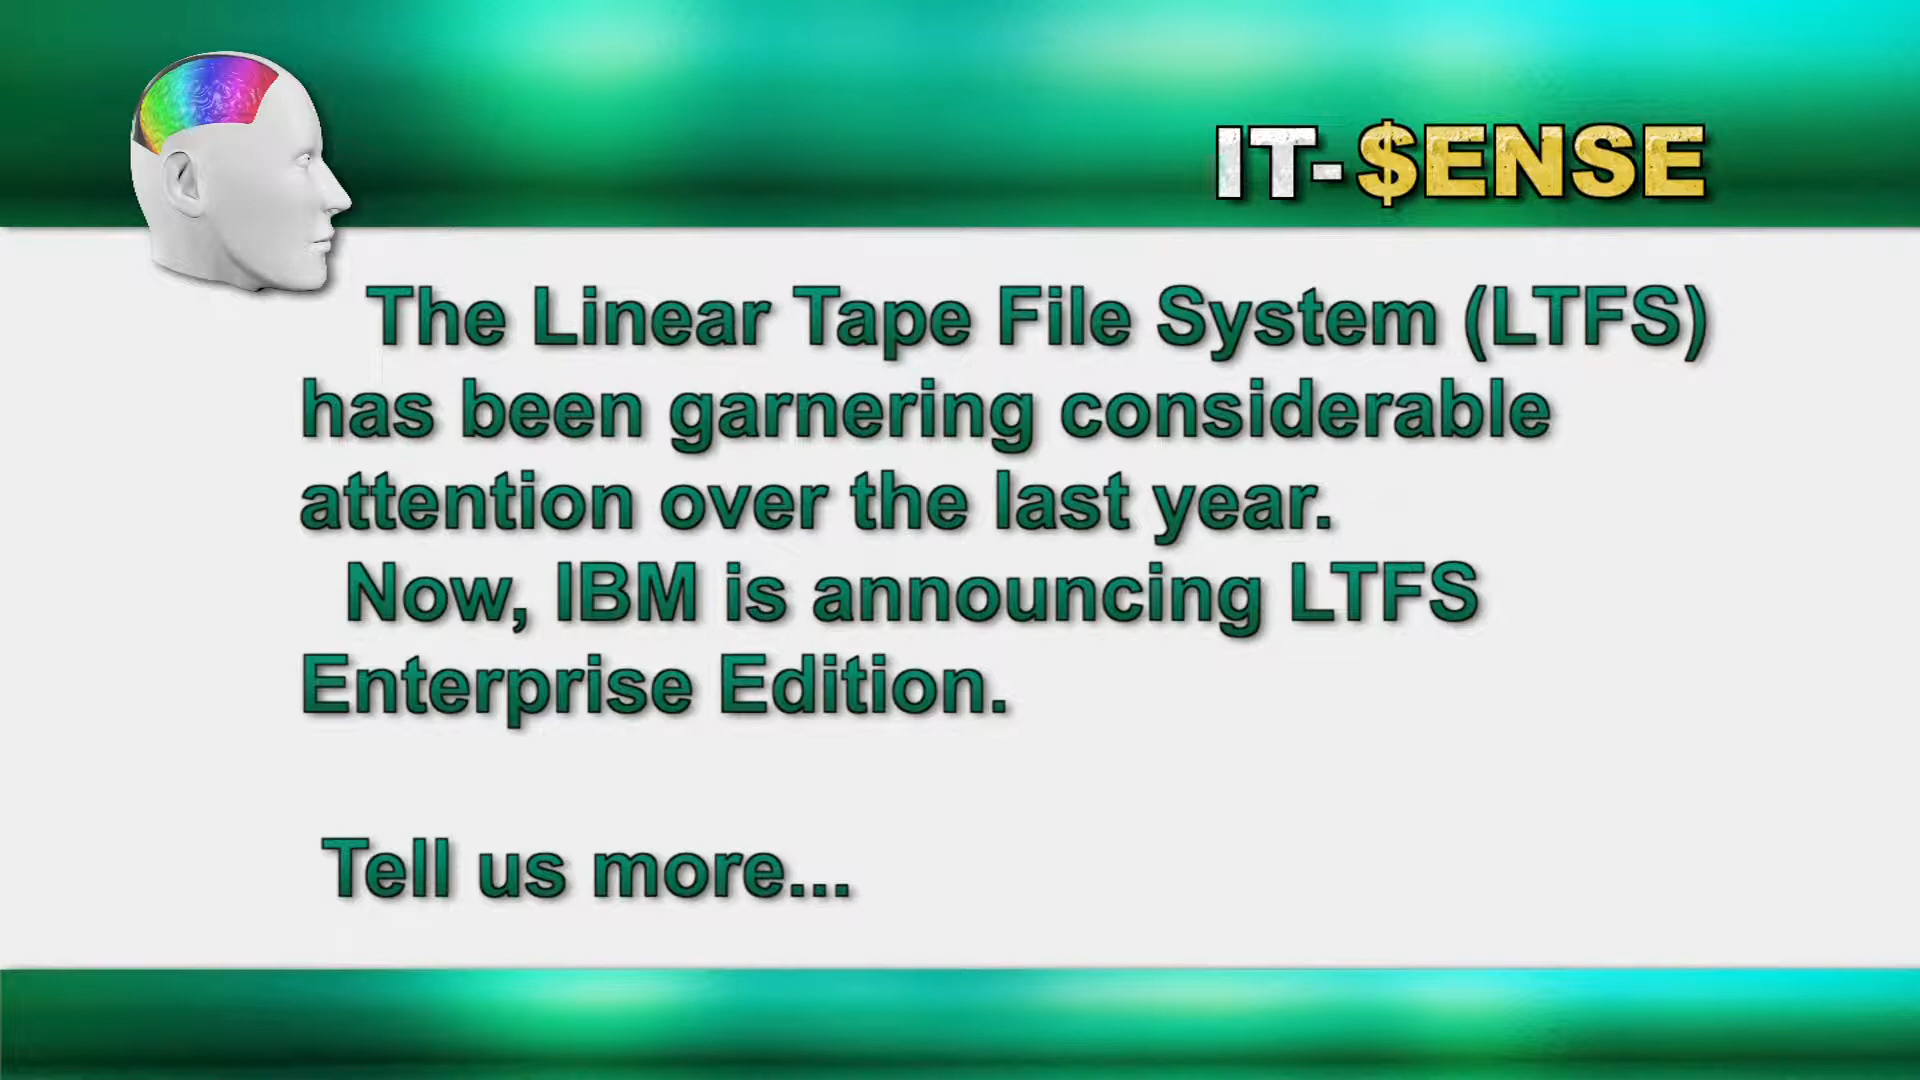 IT-$ENSE
The Linear Tape File System (LTFS)
has been garnering considerable
attention over the last year.
Now, IBM is announcing LTFS
Enterprise Edition.
Tell us more...